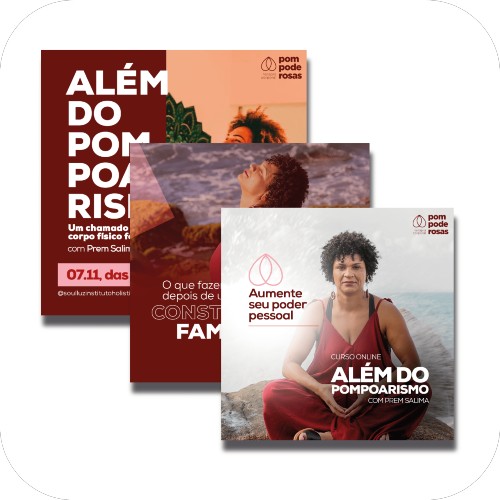 ALÉM
DO
POM
POA
RIS
Um chamado
corpo físico
com Prem Salima
07.11, das
@soulluzinstitutoholisti
pom
pode
rosas
O que faze
depois de u
CONST
FAM
pom
pode
rosas
Aumente
seu poder
pessoal
CURSO ONLINE
ALÉM DO
POMPOARISMO
COM PREM SALIMA